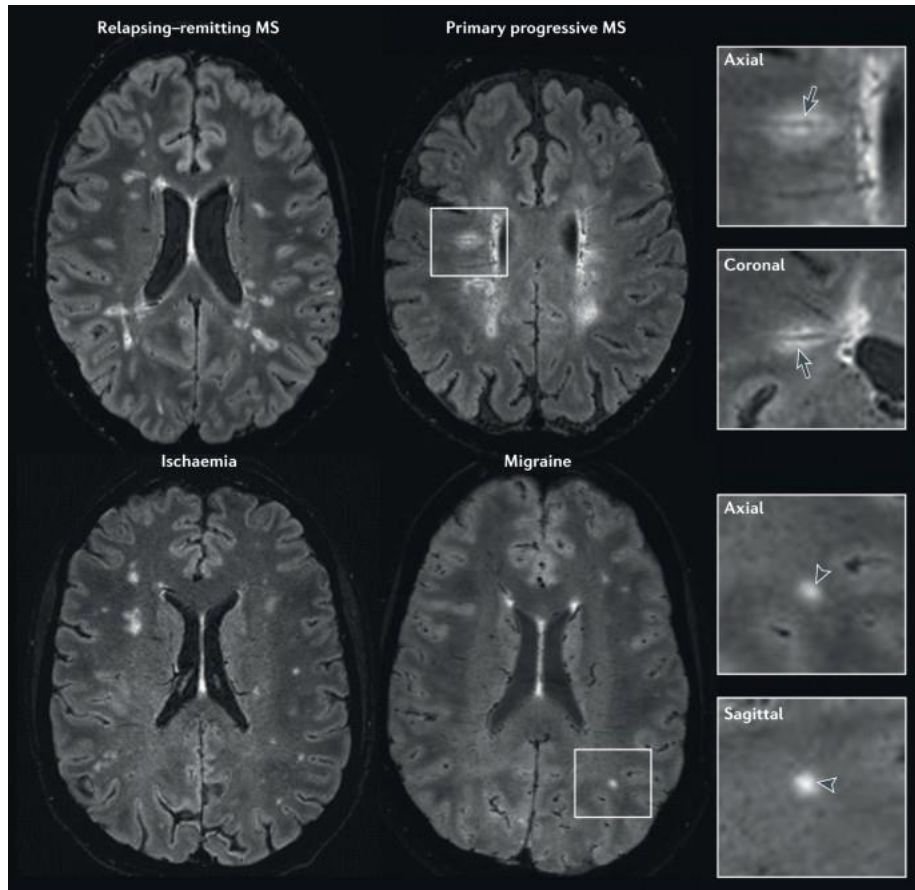 Relapsing–remitting MS
Primary progressive MS
Axial
Coronal
Ischaemia
Migraine
Axial
Sagittal